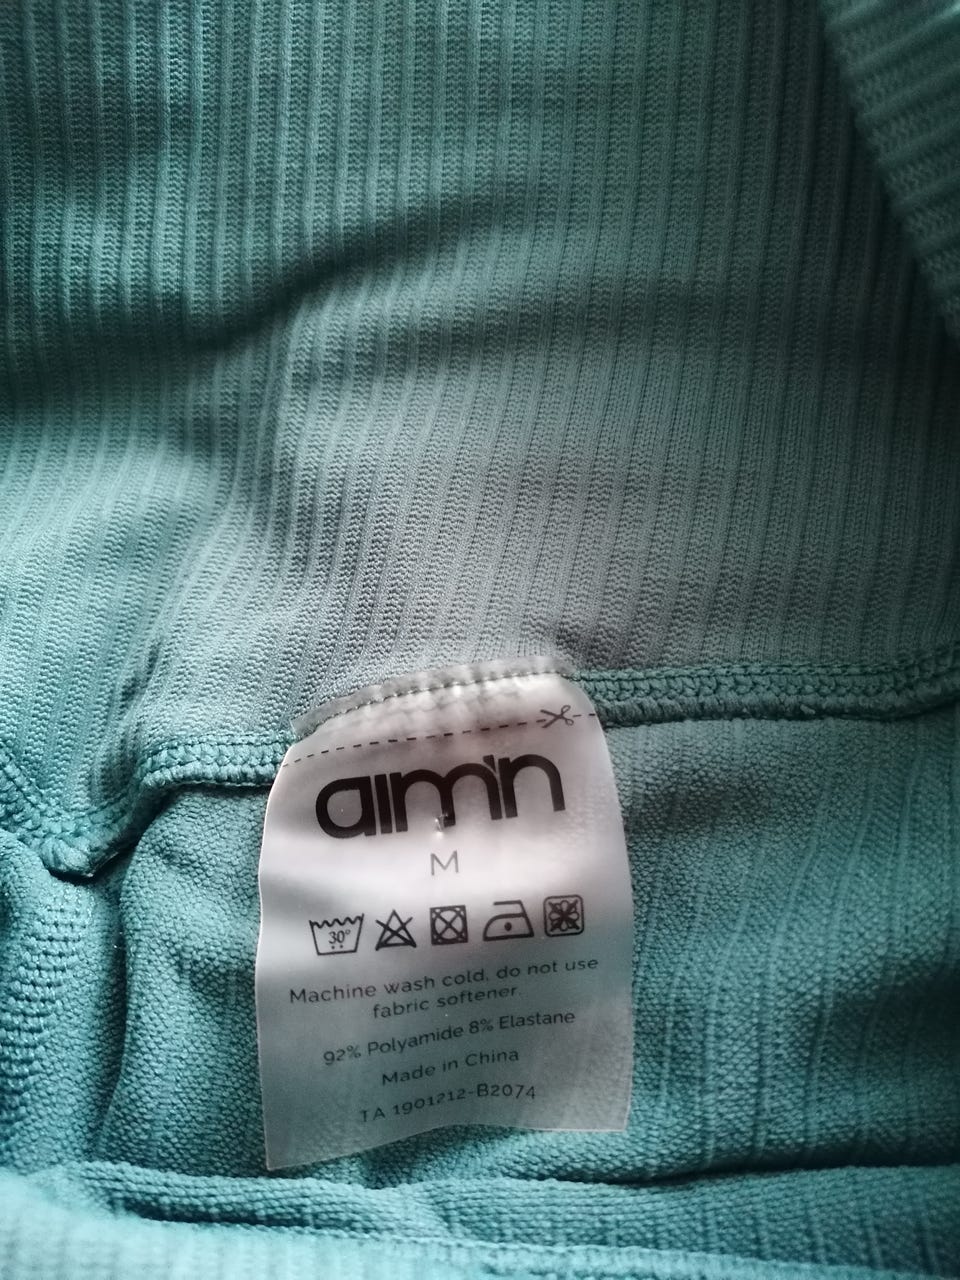 aim'n
M
30°
Machine wash cold, do not use
fabric softener.
92% Polyamide 8% Elastane
Made in China
TA 1901212-B2074